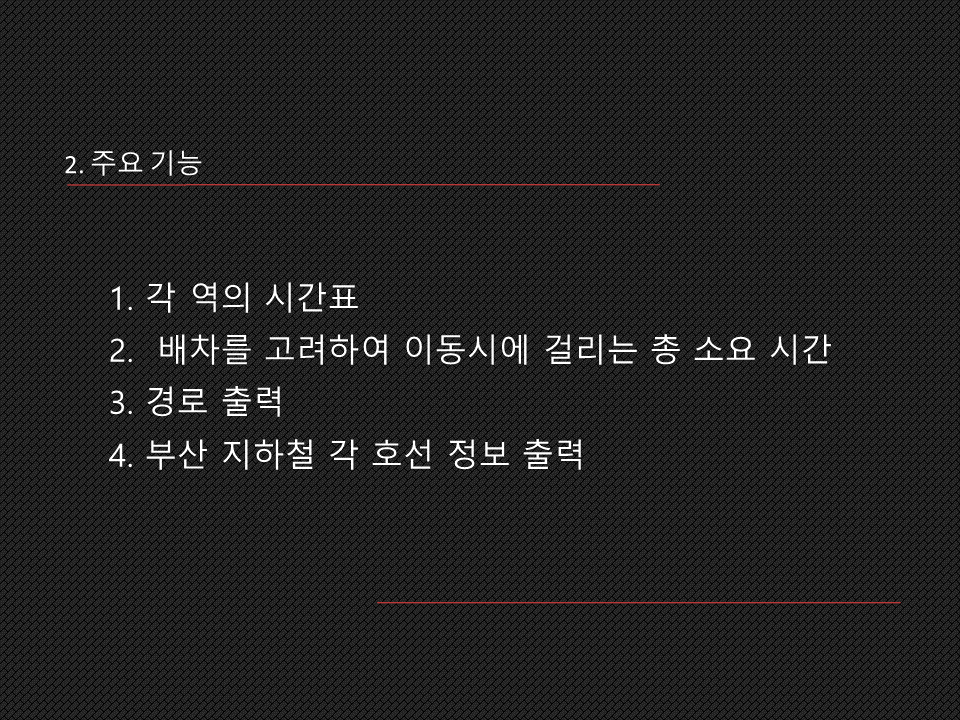 2. 주요 기능
1. 각 역의 시간표
2. 배차를 고려하여 이동시에 걸리는 총 소요 시간
3. 경로 출력
4. 부산 지하철 각 호선 정보 출력